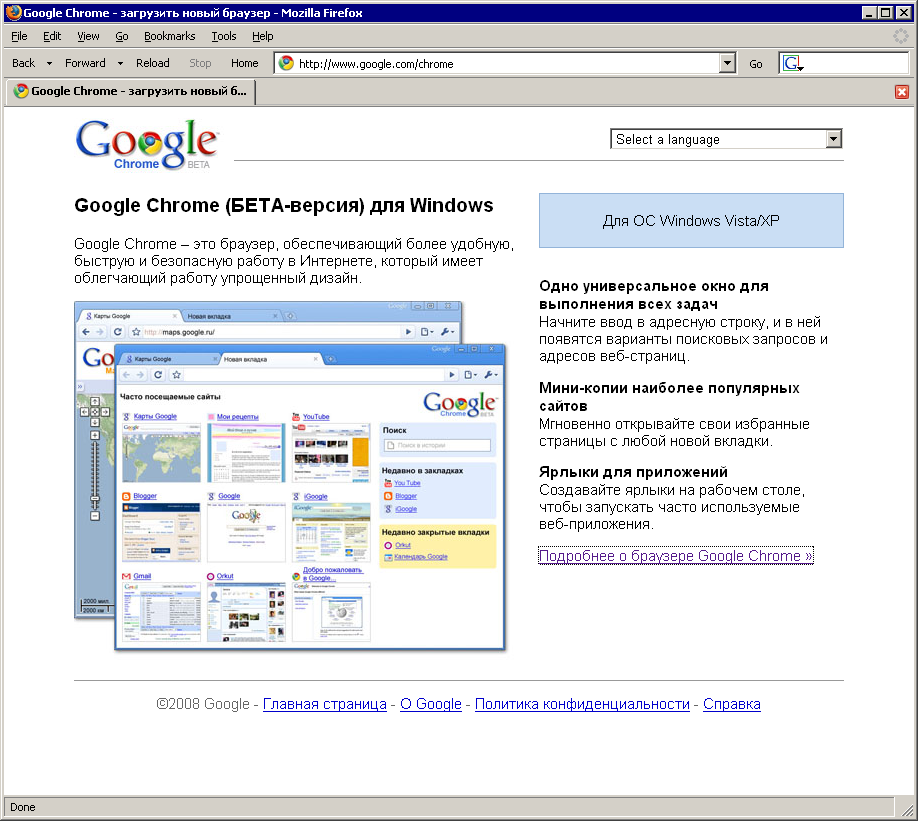 Google Chrome - загрузить новый браузер - Mozilla Firefox
File Edit View Go Bookmarks Tools Help
Back Forward Reload Stop Home http://www.google.com/chrome Go
Google Chrome - загрузить новый б...
Google
Chrome BETA
Select a language
Google Chrome (БЕТА-версия) для Windows
Google Chrome – это браузер, обеспечивающий более удобную,
быструю и безопасную работу в Интернете, который имеет
облегчающий работу упрощенный дизайн.
Карты Google Новая вкладка
http://maps.google.ru/
Карты Google Новая вкладка Google
Часто посещаемые сайты
Google
Chrome BETA
Карты Google Мои рецепты YouTube
Поиск
Поиск в истории
Недавно в закладках
You Tube
Blogger
iGoogle
Blogger Google iGoogle
Недавно закрытые вкладки
Orkut
Календарь Google
Gmail Orkut Добро пожаловать
в Google...
2000 мил.
2000 км
Для ОС Windows Vista/XP
Одно универсальное окно для
выполнения всех задач
Начните ввод в адресную строку, и в ней
появятся варианты поисковых запросов и
адресов веб-страниц.
Мини-копии наиболее популярных
сайтов
Мгновенно открывайте свои избранные
страницы с любой новой вкладки.
Ярлыки для приложений
Создавайте ярлыки на рабочем столе,
чтобы запускать часто используемые
веб-приложения.
Подробнее о браузере Google Chrome »
©2008 Google - Главная страница - О Google - Политика конфиденциальности - Справка
Done